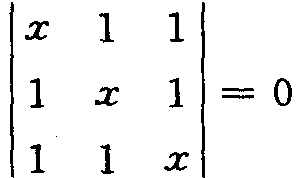 | x 1 1 |
| 1 x 1 | = 0
| 1 1 x |